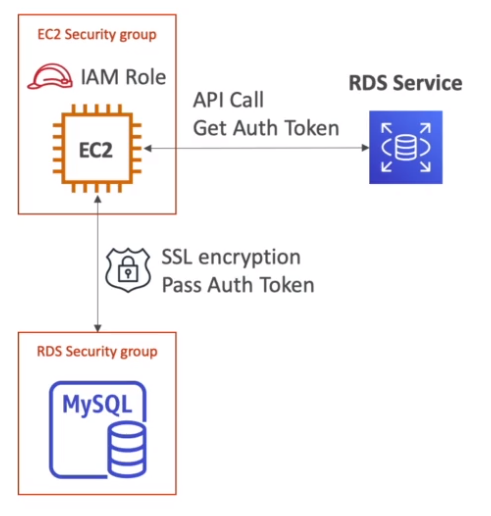 EC2 Security group
IAM Role
EC2
API Call
Get Auth Token
RDS Service
SSL encryption
Pass Auth Token
RDS Security group
MySQL